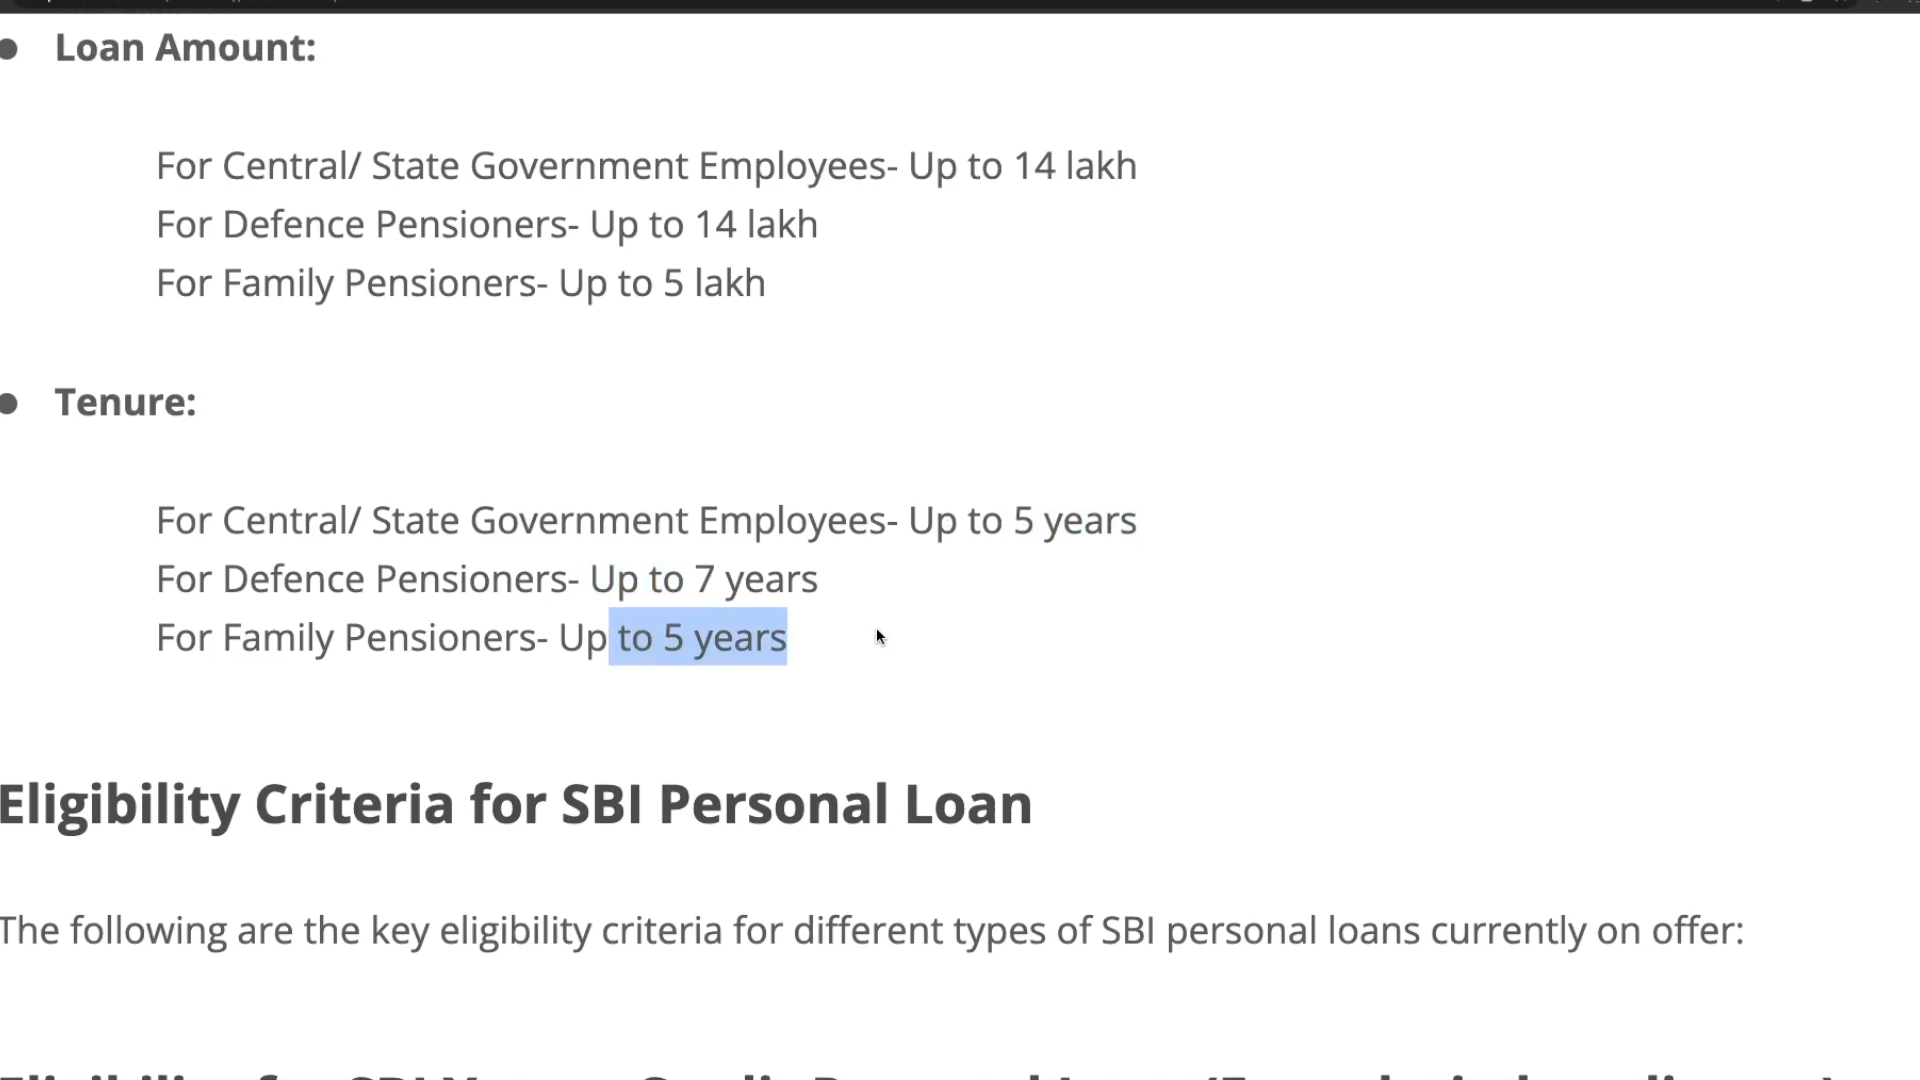 Loan Amount:
For Central/ State Government Employees- Up to 14 lakh
For Defence Pensioners- Up to 14 lakh
For Family Pensioners- Up to 5 lakh
Tenure:
For Central/ State Government Employees- Up to 5 years
For Defence Pensioners- Up to 7 years
For Family Pensioners- Up to 5 years
Eligibility Criteria for SBI Personal Loan
The following are the key eligibility criteria for different types of SBI personal loans currently on offer: